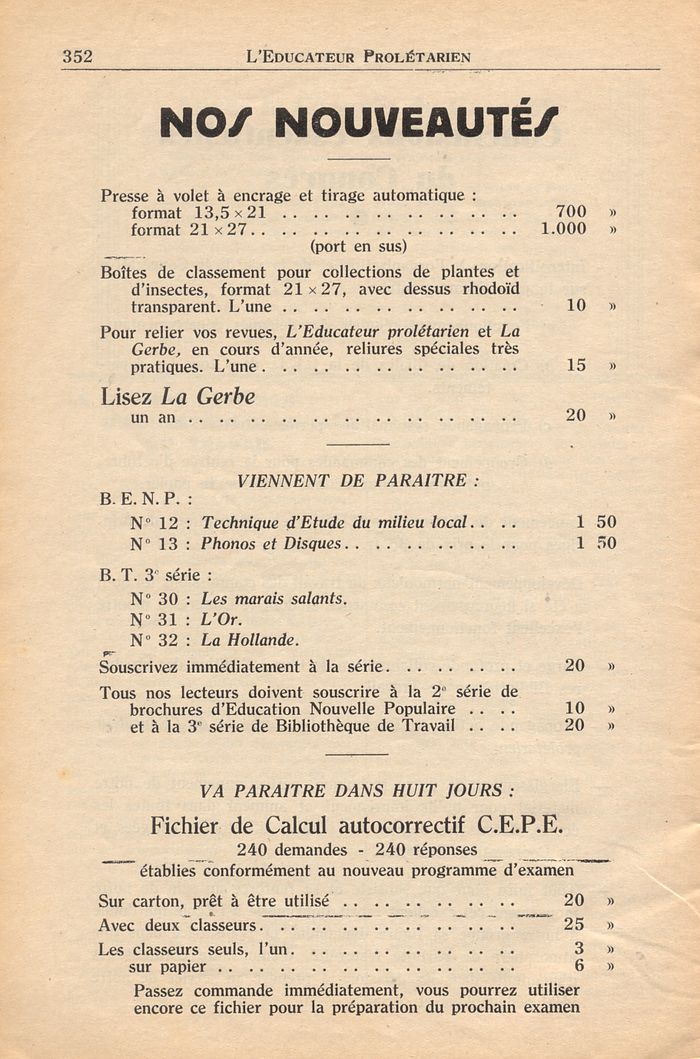 352 L'Educateur Prolétarien
NOS NOUVEAUTÉS
Presse à volet à encrage et tirage automatique :
format 13,5 × 21 .. .. .. .. .. .. .. .. 700 »
format 21 × 27.. .. .. .. .. .. .. .. .. 1.000 »
(port en sus)
Boîtes de classement pour collections de plantes et
d'insectes, format 21 × 27, avec dessus rhodoïd
transparent. L'une .. .. .. .. .. .. .. .. 10 »
Pour relier vos revues, L'Educateur prolétarien et La
Gerbe, en cours d'année, reliures spéciales très
pratiques. L'une. .. .. .. .. .. .. .. .. 15 »
Lisez La Gerbe
un an .. .. .. .. .. .. .. .. .. .. .. 20 »
VIENNENT DE PARAITRE :
B. E. N. P. :
N° 12 : Technique d'Etude du milieu local.. .. 1 50
N° 13 : Phonos et Disques.. .. .. .. .. .. 1 50
B. T. 3e série :
N° 30 : Les marais salants.
N° 31 : L'Or.
N° 32 : La Hollande.
Souscrivez immédiatement à la série. .. .. .. .. 20 »
Tous nos lecteurs doivent souscrire à la 2e série de
brochures d'Education Nouvelle Populaire .. .. 10 »
et à la 3e série de Bibliothèque de Travail .. .. 20 »
VA PARAITRE DANS HUIT JOURS :
Fichier de Calcul autocorrectif C.E.P.E.
240 demandes - 240 réponses
établies conformément au nouveau programme d'examen
Sur carton, prêt à être utilisé .. .. .. .. .. .. 20 »
Avec deux classeurs. .. .. .. .. .. .. .. .. 25 »
Les classeurs seuls, l'un. .. .. .. .. .. .. .. 3 »
sur papier .. .. .. .. .. .. .. .. .. .. 6 »
Passez commande immédiatement, vous pourrez utiliser
encore ce fichier pour la préparation du prochain examen